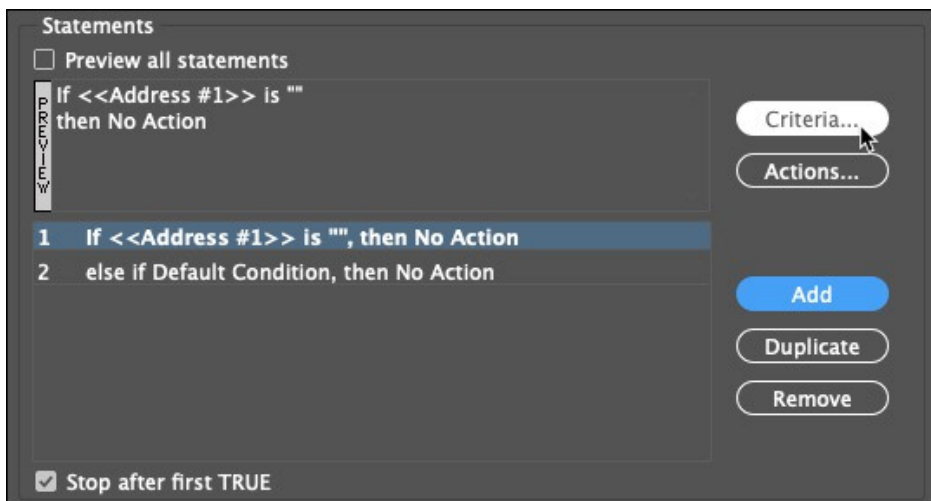 Statements
Preview all statements
PREVIEW
If <<Address #1>> is ""
then No Action
Criteria...
Actions...
1 If <<Address #1>> is "", then No Action
2 else if Default Condition, then No Action
Add
Duplicate
Remove
Stop after first TRUE